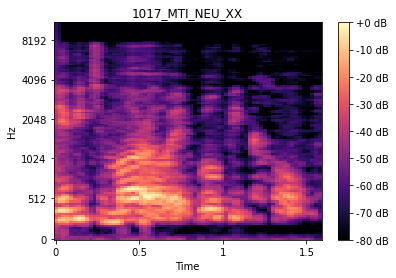 1017_MTI_NEU_XX
+0 dB
8192
-10 dB
4096
-20 dB
-30 dB
2048
Hz
-40 dB
1024
-50 dB
512
-60 dB
-70 dB
0
-80 dB
0
0.5
1
1.5
Time